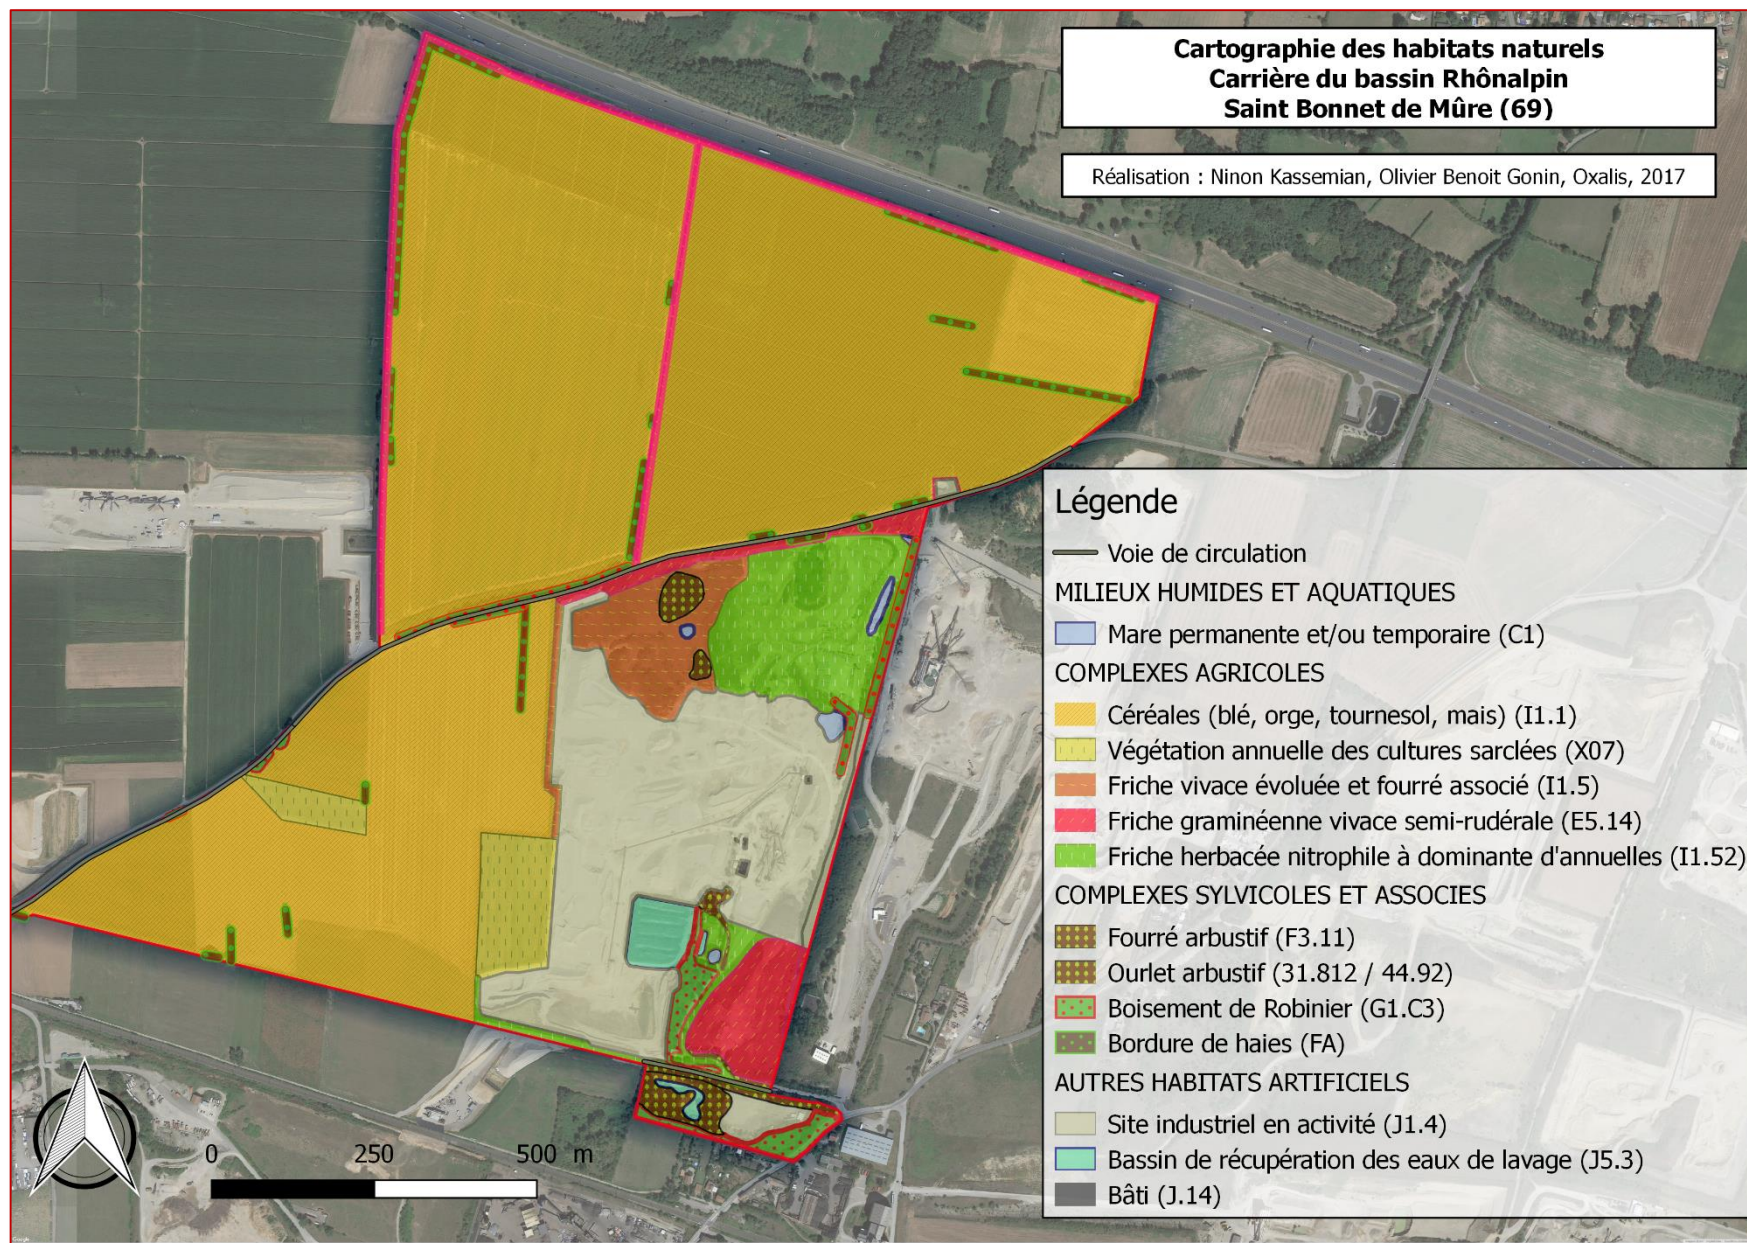 Cartographie des habitats naturels
Carrière du bassin Rhônalpin
Saint Bonnet de Mûre (69)
Réalisation : Ninon Kassemian, Olivier Benoit Gonin, Oxalis, 2017
Légende
Voie de circulation
MILIEUX HUMIDES ET AQUATIQUES
Mare permanente et/ou temporaire (C1)
COMPLEXES AGRICOLES
Céréales (blé, orge, tournesol, mais) (I1.1)
Végétation annuelle des cultures sarclées (X07)
Friche vivace évoluée et fourré associé (I1.5)
Friche graminéenne vivace semi-rudérale (E5.14)
Friche herbacée nitrophile à dominante d'annuelles (I1.52)
COMPLEXES SYLVICOLES ET ASSOCIES
Fourré arbustif (F3.11)
Ourlet arbustif (31.812 / 44.92)
Boisement de Robinier (G1.C3)
Bordure de haies (FA)
AUTRES HABITATS ARTIFICIELS
Site industriel en activité (J1.4)
Bassin de récupération des eaux de lavage (J5.3)
Bâti (J.14)
0 250 500 m
Google